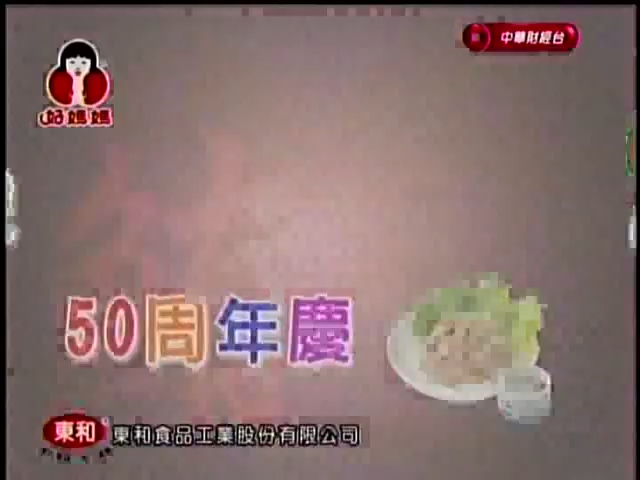 中華財經台
好媽媽
50周年慶
東和
東和食品工業股份有限公司